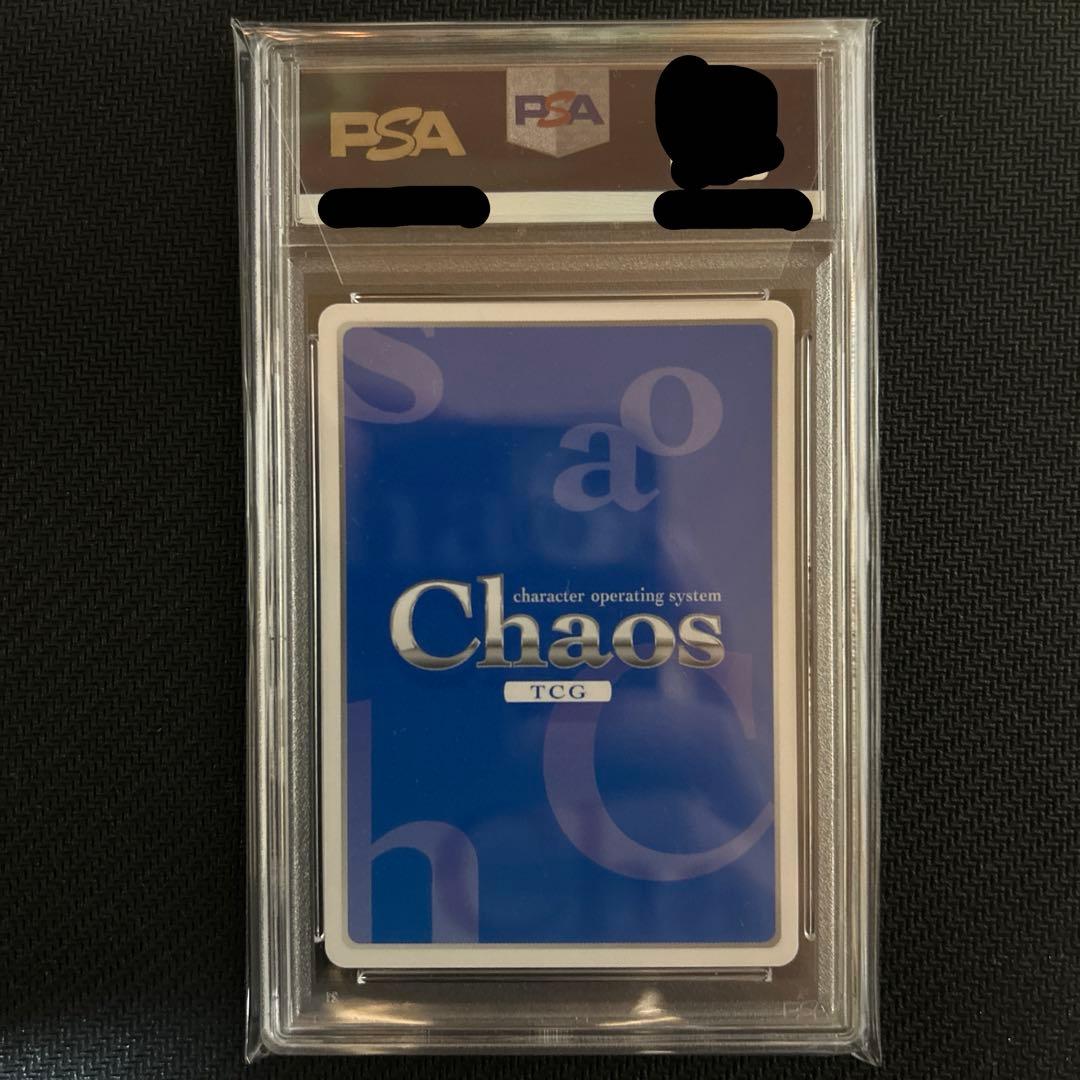 PSA
PSA
s
o
a
character operating system
Chaos
TCG
C
h